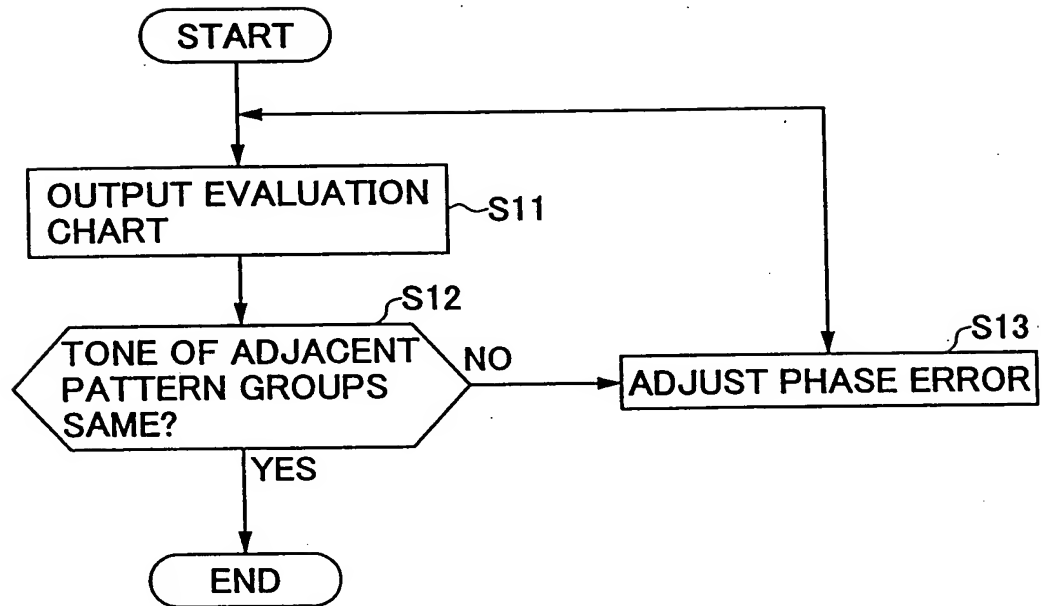 START
OUTPUT EVALUATION
CHART
S11
S12
TONE OF ADJACENT
PATTERN GROUPS
SAME?
NO
S13
ADJUST PHASE ERROR
YES
END